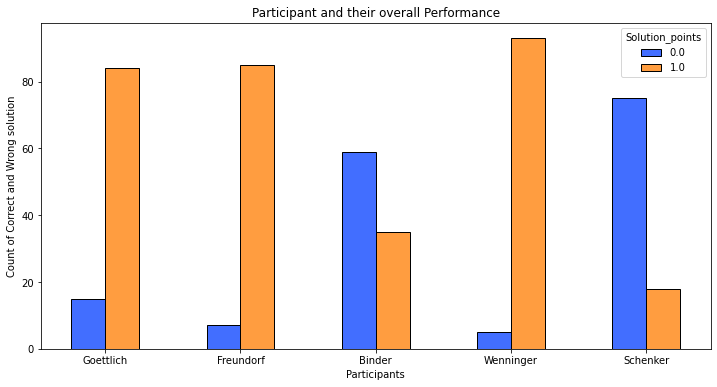 Participant and their overall Performance
Solution_points
0.0
1.0
Count of Correct and Wrong solution
80
60
40
20
0
Goettlich Freundorf Binder Wenninger Schenker
Participants